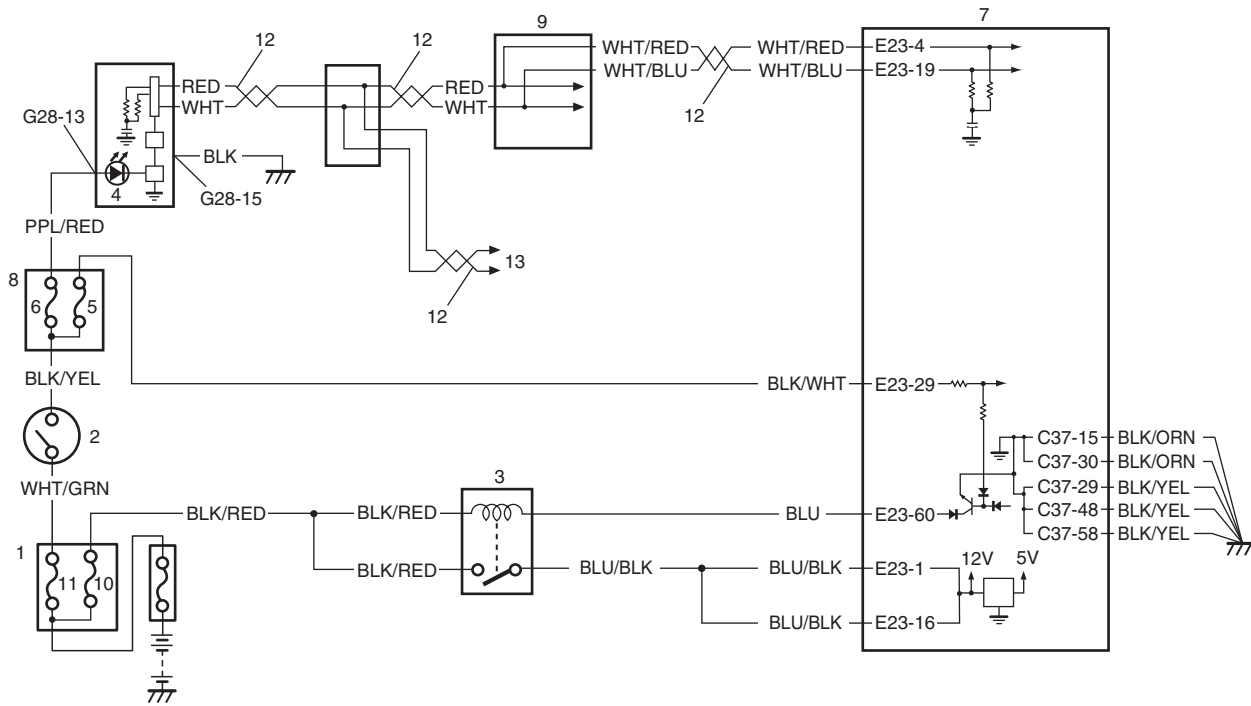 7
9
12
12
WHT/RED
WHT/RED
E23-4
RED
RED
WHT/BLU
WHT/BLU
E23-19
WHT
WHT
12
G28-13
BLK
4
G28-15
PPL/RED
13
8
6
5
12
BLK/YEL
BLK/WHT
E23-29
2
C37-15
BLK/ORN
C37-30
BLK/ORN
3
WHT/GRN
C37-29
BLK/YEL
BLK/RED
BLK/RED
BLU
E23-60
C37-48
BLK/YEL
C37-58
BLK/YEL
1
12V
5V
11
10
BLK/RED
BLU/BLK
BLU/BLK
E23-1
BLU/BLK
E23-16